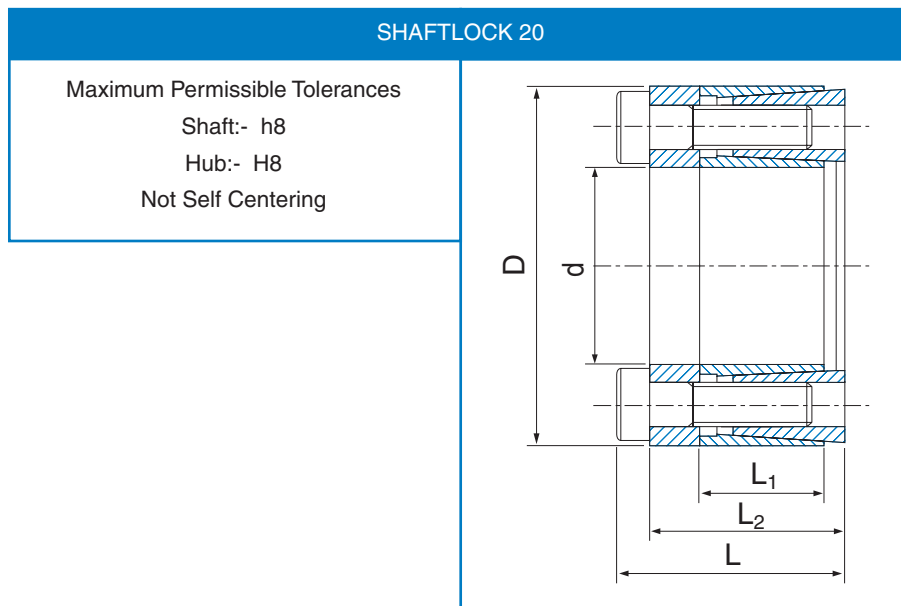 SHAFTLOCK 20
Maximum Permissible Tolerances
Shaft:- h8
Hub:- H8
Not Self Centering
D
d
L₁
L₂
L